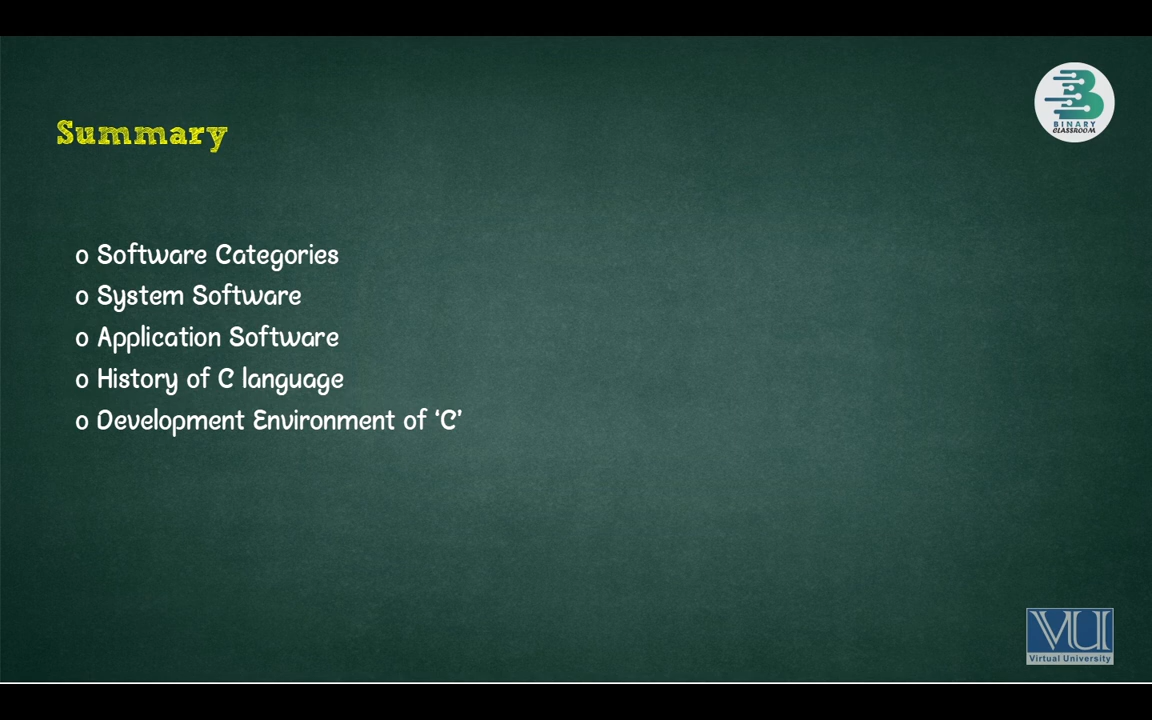 BINARY
CLASSROOM
Summary
o Software Categories
o System Software
o Application Software
o History of C language
o Development Environment of ‘C’
VU
Virtual University